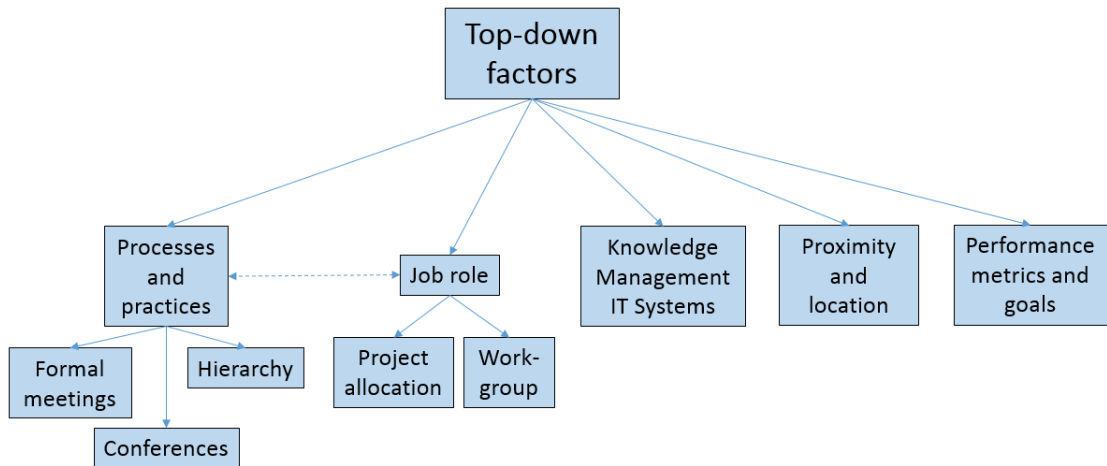 Top-down
factors
Processes
and
practices
Job role
Knowledge
Management
IT Systems
Proximity
and
location
Performance
metrics and
goals
Formal
meetings
Conferences
Hierarchy
Project
allocation
Work-
group